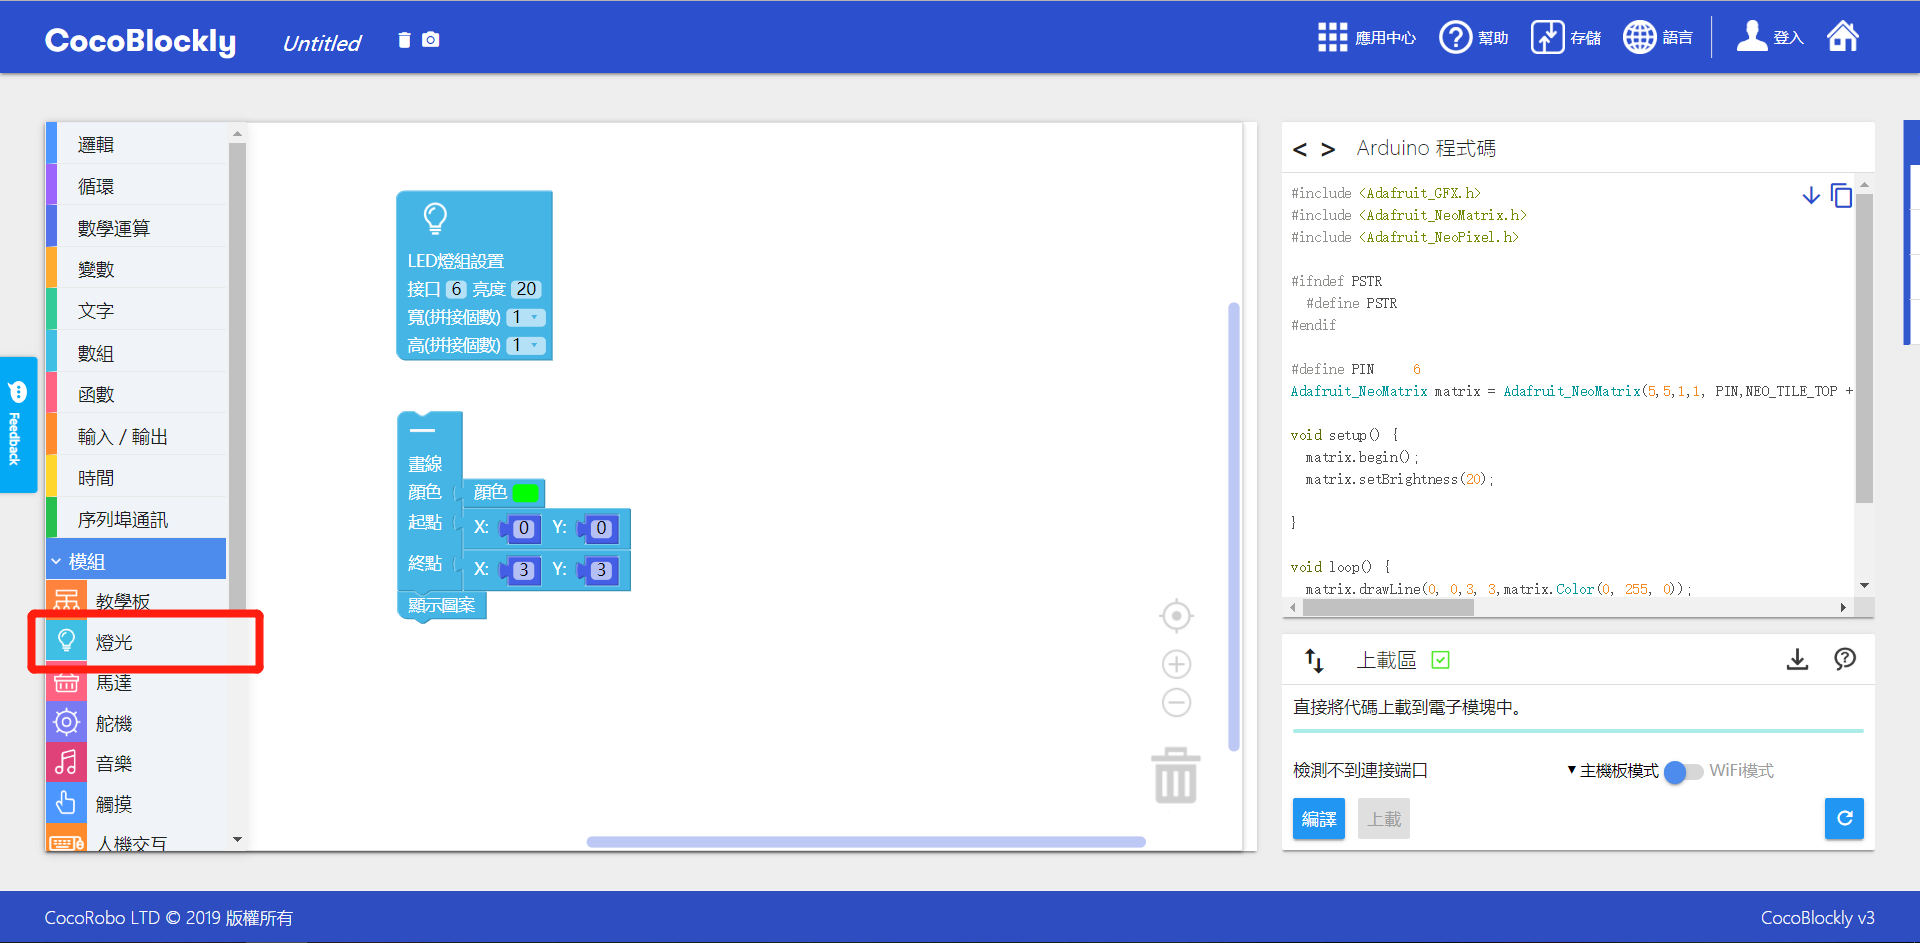 CocoBlockly
Untitled
應用中心
幫助
存儲
語言
登入
邏輯
循環
數學運算
變數
文字
數組
函數
輸入 / 輸出
時間
序列埠通訊
模組
教學板
燈光
馬達
舵機
音樂
觸摸
人機交互
Feedback
LED燈組設置
接口 6 亮度 20
寬(拼接個數) 1
高(拼接個數) 1
畫線
顏色 顏色
起點 X: 0 Y: 0
終點 X: 3 Y: 3
顯示圖案
< > Arduino 程式碼
#include <Adafruit_GFX.h>
#include <Adafruit_NeoMatrix.h>
#include <Adafruit_NeoPixel.h>
#ifndef PSTR
#define PSTR
#endif
#define PIN 6
Adafruit_NeoMatrix matrix = Adafruit_NeoMatrix(5,5,1,1, PIN,NEO_TILE_TOP +
void setup() {
matrix.begin();
matrix.setBrightness(20);
}
void loop() {
matrix.drawLine(0, 0,3, 3,matrix.Color(0, 255, 0));
上載區
直接將代碼上載到電子模塊中。
檢測不到連接端口
主機板模式
WiFi模式
編譯
上載
CocoRobo LTD © 2019 版權所有
CocoBlockly v3